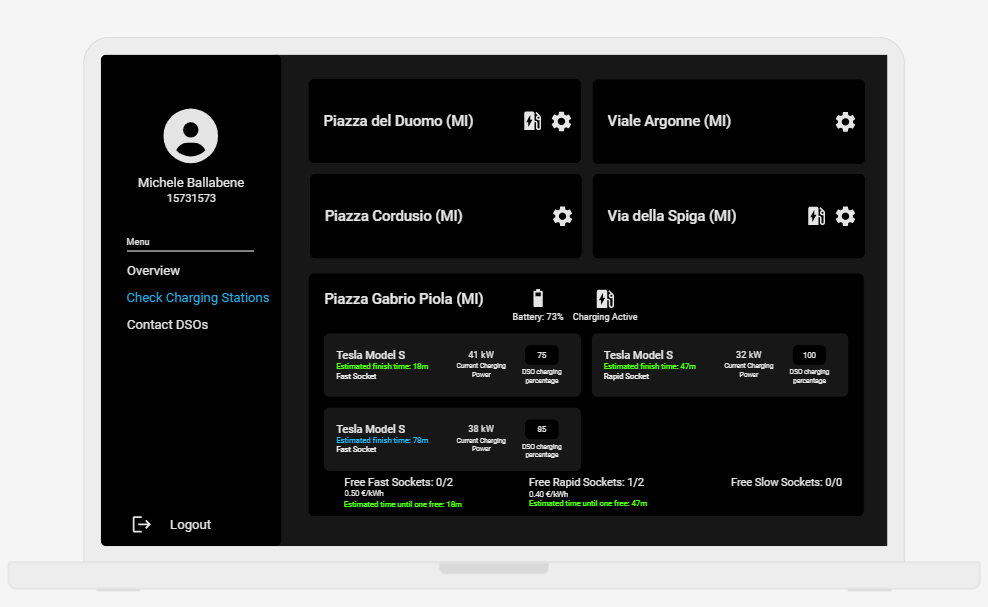 Michele Ballabene
15731573
Menu
Overview
Check Charging Stations
Contact DSOs
Logout
Piazza del Duomo (MI)
Viale Argonne (MI)
Piazza Cordusio (MI)
Via della Spiga (MI)
Piazza Gabrio Piola (MI)
Battery: 73%
Charging Active
Tesla Model S
Estimated finish time: 18m
Fast Socket
41 kW
Current Charging
Power
75
DSO charging
percentage
Tesla Model S
Estimated finish time: 47m
Rapid Socket
32 kW
Current Charging
Power
100
DSO charging
percentage
Tesla Model S
Estimated finish time: 78m
Fast Socket
38 kW
Current Charging
Power
85
DSO charging
percentage
Free Fast Sockets: 0/2
0.50 €/kWh
Estimated time until one free: 18m
Free Rapid Sockets: 1/2
0.40 €/kWh
Estimated time until one free: 47m
Free Slow Sockets: 0/0